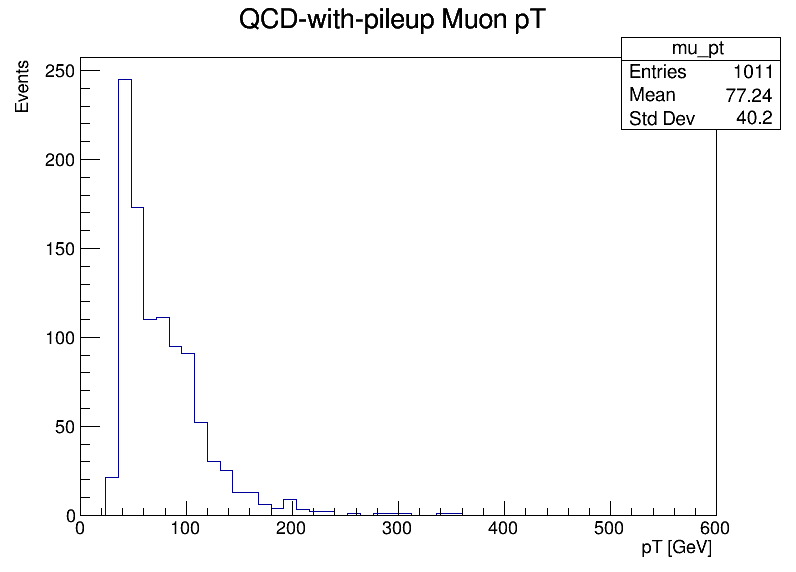 QCD-with-pileup Muon pT
mu_pt
Entries 1011
Mean 77.24
Std Dev 40.2
Events
250
200
150
100
50
0
0 100 200 300 400 500 600
pT [GeV]